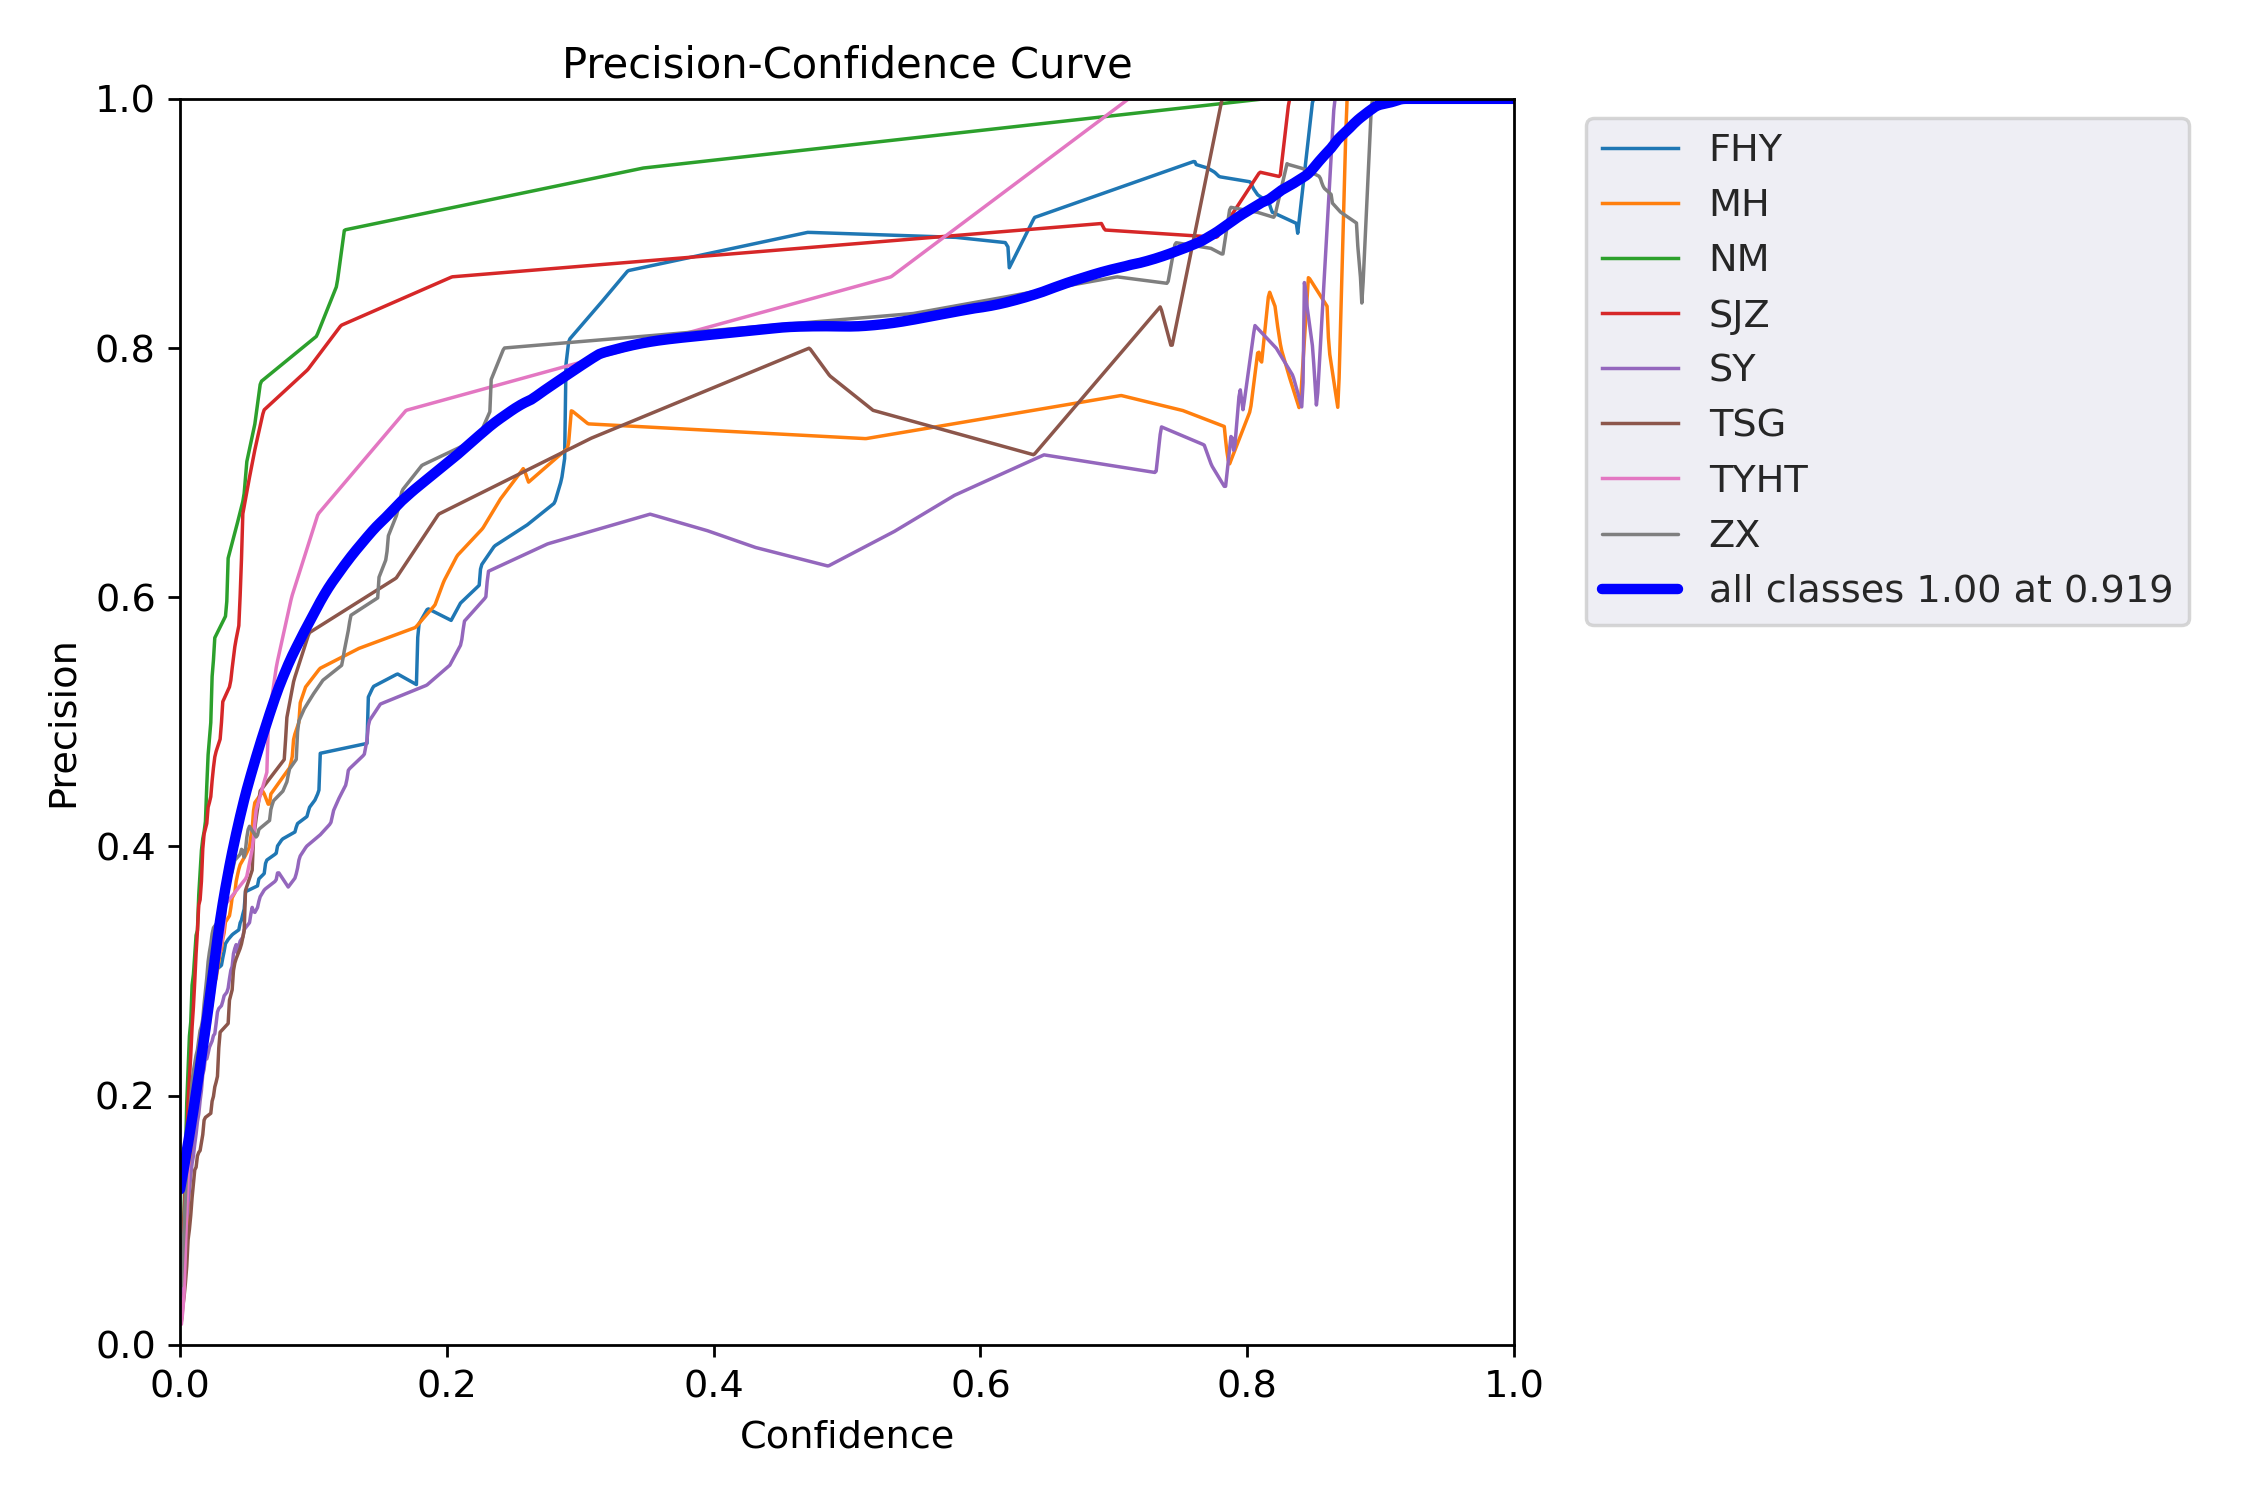 Precision-Confidence Curve
1.0
0.8
0.6
0.4
0.2
0.0
Precision
0.0 0.2 0.4 0.6 0.8 1.0
Confidence
FHY
MH
NM
SJZ
SY
TSG
TYHT
ZX
all classes 1.00 at 0.919